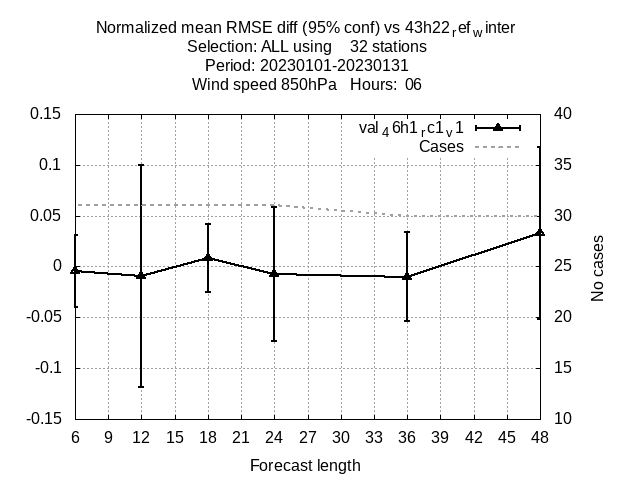 Normalized mean RMSE diff (95% conf) vs 43h22refwinter
Selection: ALL using    32 stations
Period: 20230101-20230131
Wind speed 850hPa   Hours:  06
0.15 40
val46h1rc1v1
Cases
0.1 35
0.05 30
0 25
-0.05 20
-0.1 15
-0.15 10
No cases
6 9 12 15 18 21 24 27 30 33 36 39 42 45 48
Forecast length